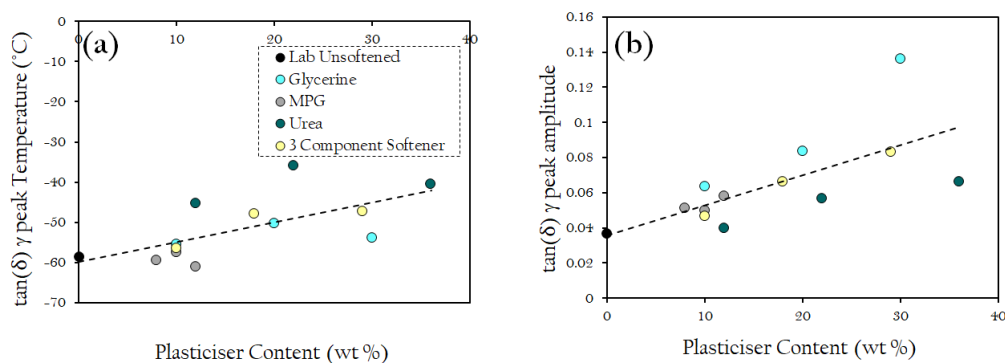 (a)
0 10 20 30 40
0
-10
-20
-30
-40
-50
-60
-70
tan(δ) γ peak Temperature (˚C)
Plasticiser Content (wt %)
Lab Unsoftened
Glycerine
MPG
Urea
3 Component Softener
(b)
0.16
0.14
0.12
0.1
0.08
0.06
0.04
0.02
0
0 10 20 30 40
tan(δ) γ peak amplitude
Plasticiser Content (wt %)